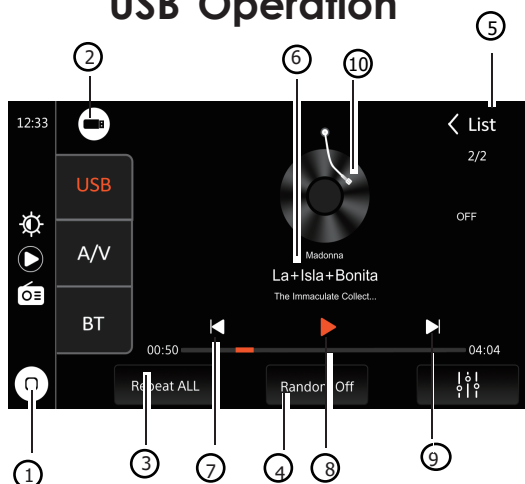 USB Operation
2
6
10
5
12:33
List
2/2
USB
OFF
A/V
Madonna
La+Isla+Bonita
The Immaculate Collect...
BT
00:50
04:04
Repeat ALL
Random Off
1
3
7
4
8
9